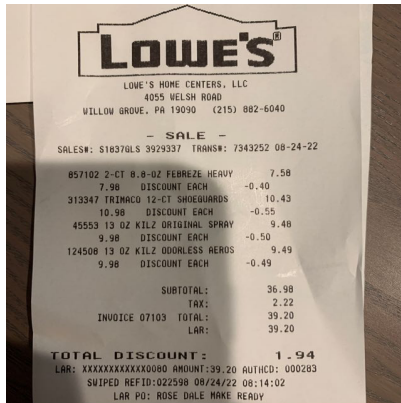 LOWE'S®
LOWE'S HOME CENTERS, LLC
4055 WELSH ROAD
WILLOW GROVE, PA 19090 (215) 882-6040
- SALE -
SALES#: S1837GLS 3929337 TRANS#: 7343252 08-24-22
857102 2-CT 8.8-OZ FEBREZE HEAVY 7.58
7.98 DISCOUNT EACH -0.40
313347 TRIMACO 12-CT SHOEGUARDS 10.43
10.98 DISCOUNT EACH -0.55
45553 13 OZ KILZ ORIGINAL SPRAY 9.48
9.98 DISCOUNT EACH -0.50
124508 13 OZ KILZ ODORLESS AEROS 9.49
9.98 DISCOUNT EACH -0.49
SUBTOTAL: 36.98
TAX: 2.22
INVOICE 07103 TOTAL: 39.20
LAR: 39.20
TOTAL DISCOUNT: 1.94
LAR: XXXXXXXXXXXX0080 AMOUNT:39.20 AUTHCD: 000283
SWIPED REFID:022598 08/24/22 08:14:02
LAR PO: ROSE DALE MAKE READY